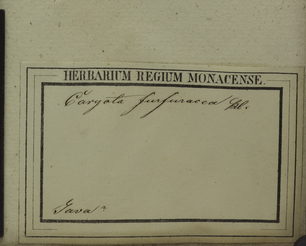 HERBARIUM REGIUM MONACENSE.
Caryota furfuracea Bl.
Java